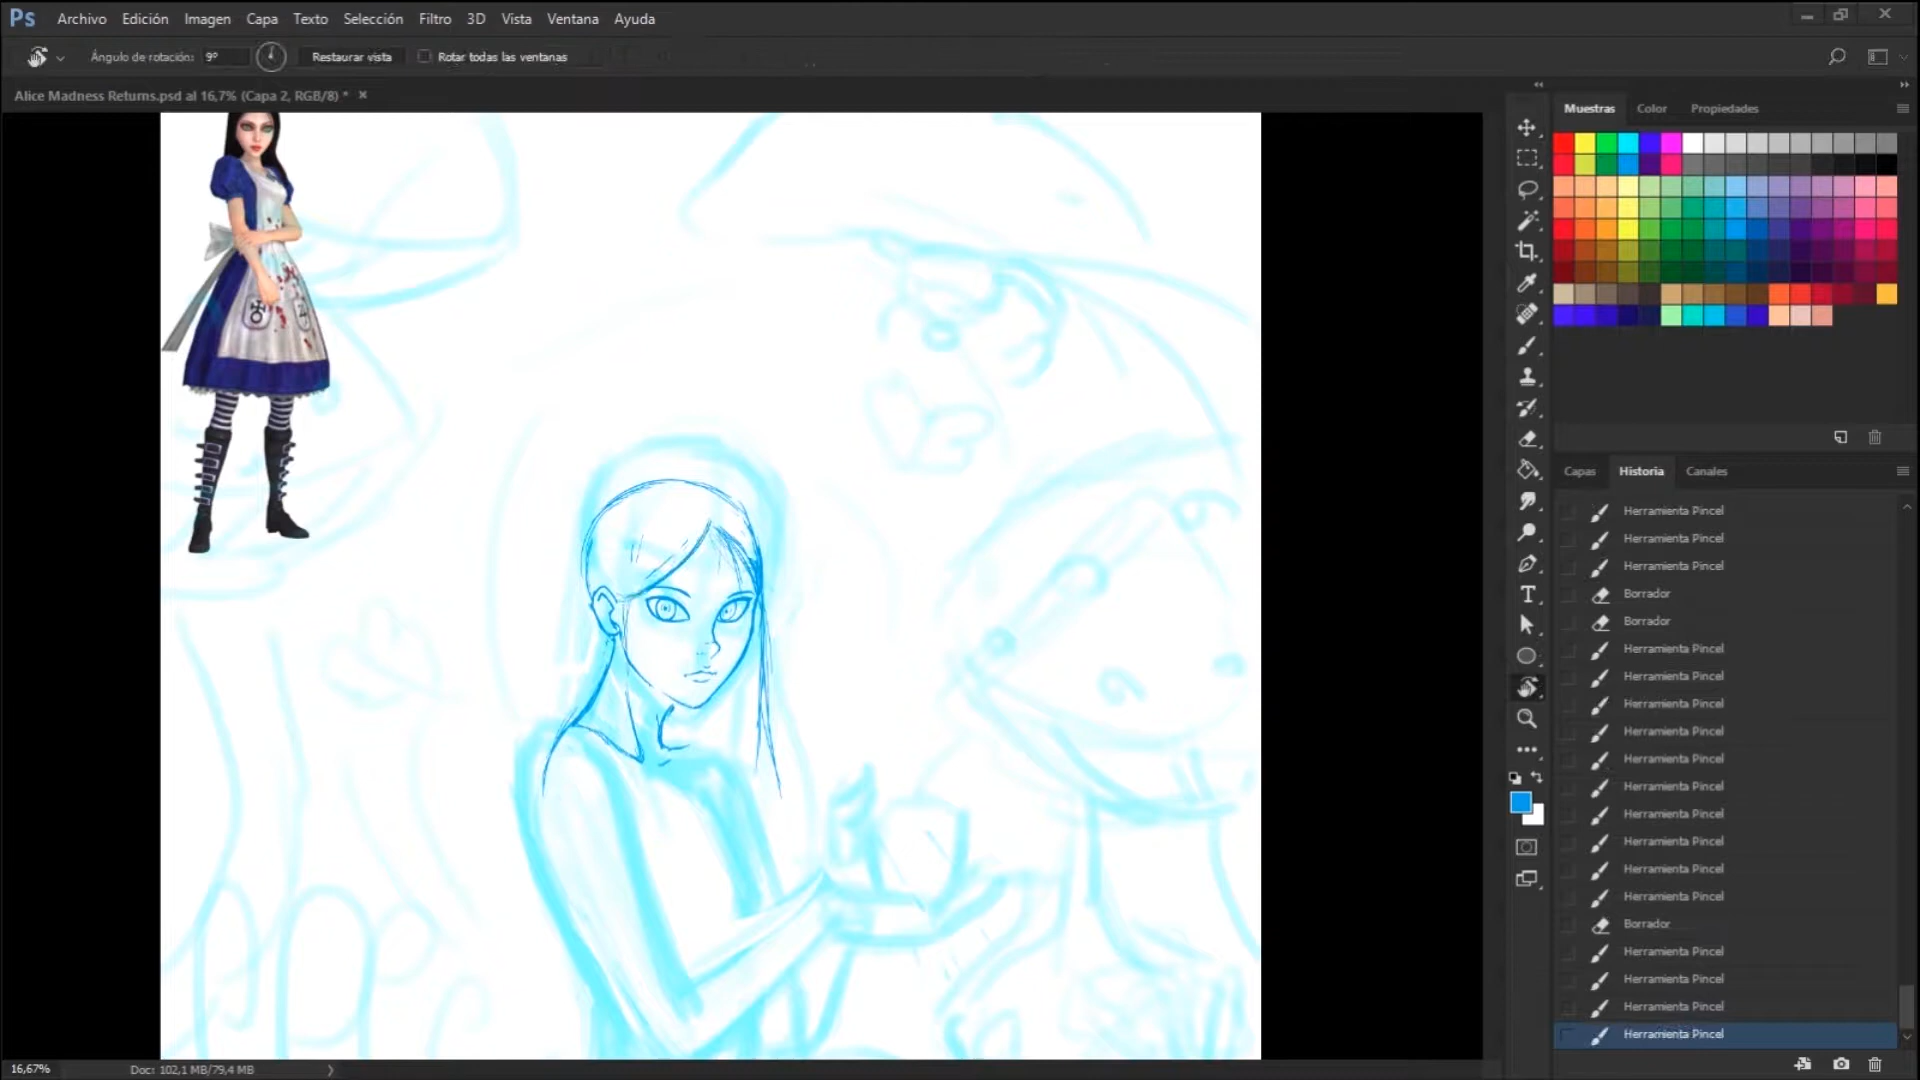 Ps Archivo Edición Imagen Capa Texto Selección Filtro 3D Vista Ventana Ayuda
Ángulo de rotación: 9º Restaurar vista Rotar todas las ventanas
Alice Madness Returns.psd al 16,7% (Capa 2, RGB/8) * ×
Muestras Color Propiedades
Capas Historia Canales
Herramienta Pincel
Herramienta Pincel
Herramienta Pincel
Borrador
Borrador
Herramienta Pincel
Herramienta Pincel
Herramienta Pincel
Herramienta Pincel
Herramienta Pincel
Herramienta Pincel
Herramienta Pincel
Herramienta Pincel
Herramienta Pincel
Herramienta Pincel
Borrador
Herramienta Pincel
Herramienta Pincel
Herramienta Pincel
Herramienta Pincel
16,67% Doc: 102,1 MB/79,4 MB